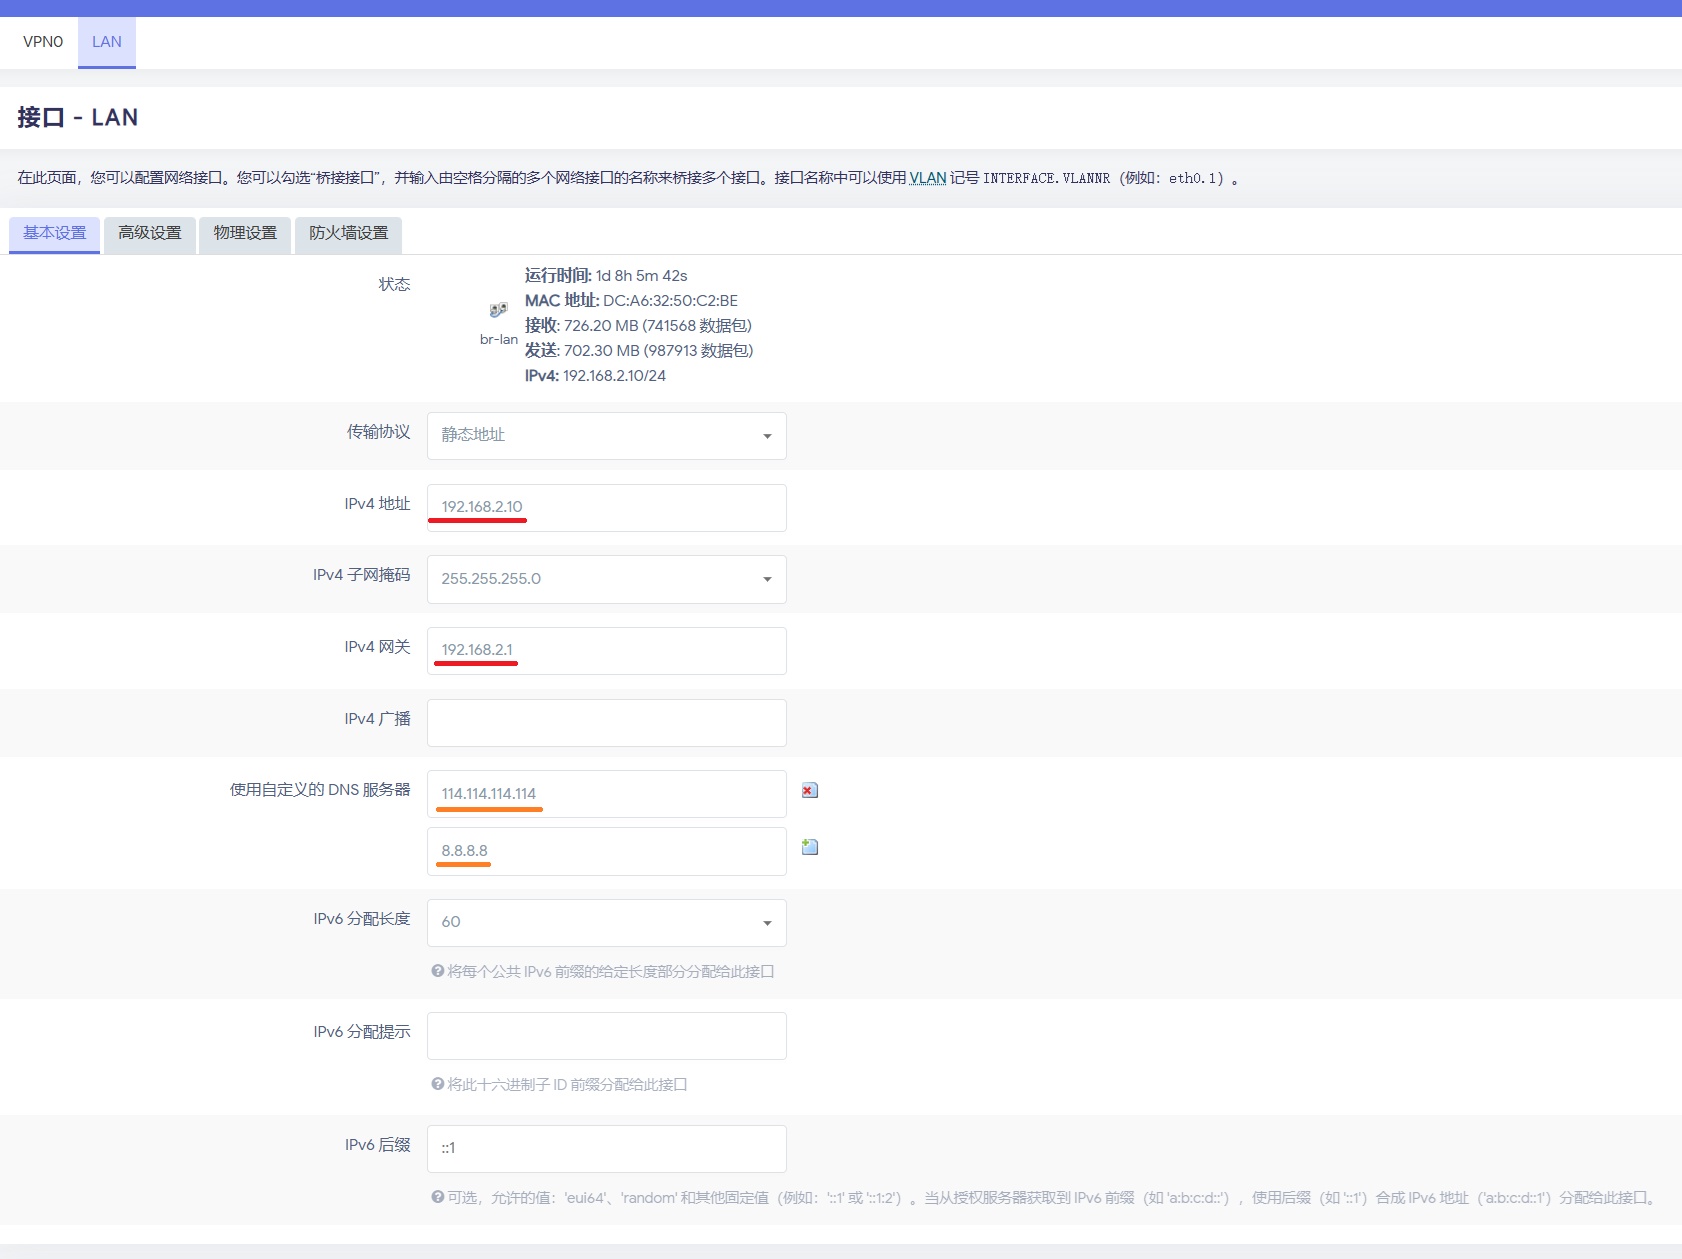 VPN0 LAN
接口 - LAN
在此页面，您可以配置网络接口。您可以勾选“桥接接口”，并输入由空格分隔的多个网络接口的名称来桥接多个接口。接口名称中可以使用 VLAN 记号 INTERFACE.VLANNR（例如：eth0.1）。
基本设置 高级设置 物理设置 防火墙设置
状态
br-lan
运行时间: 1d 8h 5m 42s
MAC 地址: DC:A6:32:50:C2:BE
接收: 726.20 MB (741568 数据包)
发送: 702.30 MB (987913 数据包)
IPv4: 192.168.2.10/24
传输协议 静态地址
IPv4 地址 192.168.2.10
IPv4 子网掩码 255.255.255.0
IPv4 网关 192.168.2.1
IPv4 广播
使用自定义的 DNS 服务器 114.114.114.114
8.8.8.8
IPv6 分配长度 60
将每个公共 IPv6 前缀的给定长度部分分配给此接口
IPv6 分配提示
将此十六进制子 ID 前缀分配给此接口
IPv6 后缀 ::1
可选，允许的值：'eui64'、'random' 和其他固定值（例如：'::1' 或 '::1:2'）。当从授权服务器获取到 IPv6 前缀（如 'a:b:c:d::'），使用后缀（如 '::1'）合成 IPv6 地址（'a:b:c:d::1'）分配给此接口。